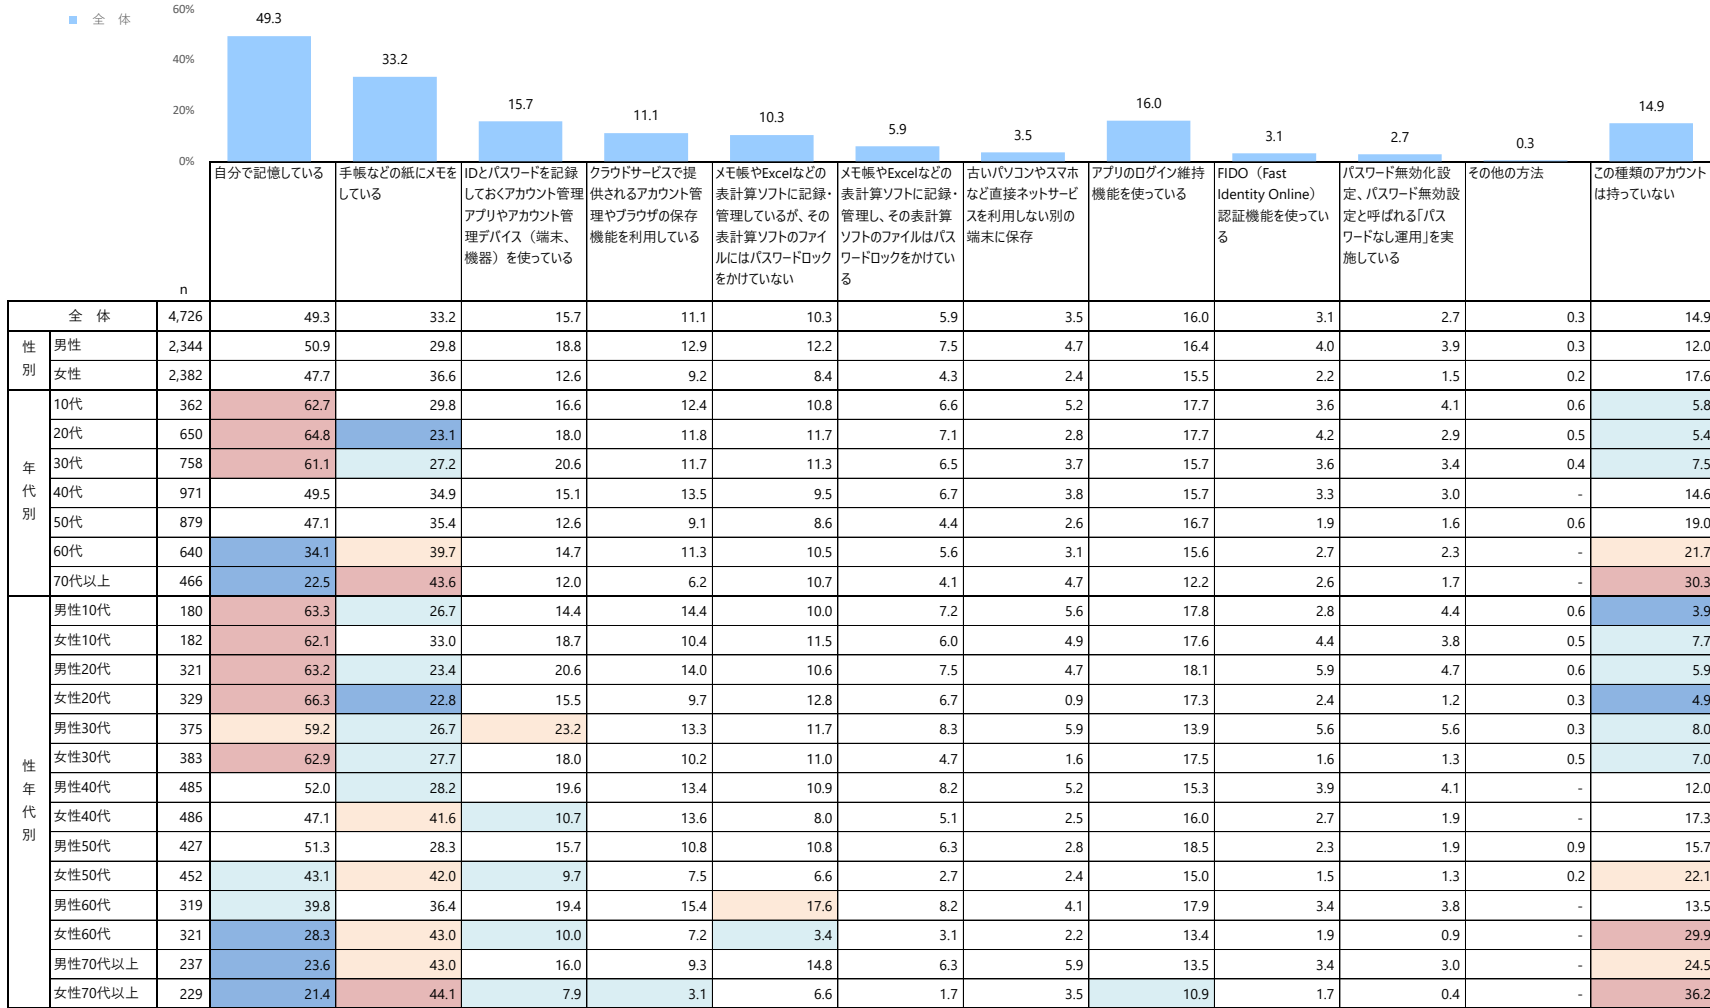 全 体
60%
40%
20%
0%
49.3
33.2
15.7
11.1
10.3
5.9
3.5
16.0
3.1
2.7
0.3
14.9
自分で記憶している
手帳などの紙にメモを
している
IDとパスワードを記録
しておくアカウント管理
アプリやアカウント管
理デバイス（端末、
機器）を使っている
クラウドサービスで提
供されるアカウント管
理やブラウザの保存
機能を利用している
メモ帳やExcelなどの
表計算ソフトに記録・
管理しているが、その
表計算ソフトのファイ
ルにはパスワードロック
をかけていない
メモ帳やExcelなどの
表計算ソフトに記録・
管理し、その表計算
ソフトのファイルはパス
ワードロックをかけてい
る
古いパソコンやスマホ
など直接ネットサービ
スを利用しない別の
端末に保存
アプリのログイン維持
機能を使っている
FIDO（Fast
Identity Online）
認証機能を使ってい
る
パスワード無効化設
定、パスワード無効設
定と呼ばれる「パス
ワードなし運用」を実
施している
その他の方法
この種類のアカウント
は持っていない
n
全 体 4,726 49.3 33.2 15.7 11.1 10.3 5.9 3.5 16.0 3.1 2.7 0.3 14.9
性別
男性 2,344 50.9 29.8 18.8 12.9 12.2 7.5 4.7 16.4 4.0 3.9 0.3 12.0
女性 2,382 47.7 36.6 12.6 9.2 8.4 4.3 2.4 15.5 2.2 1.5 0.2 17.6
年代別
10代 362 62.7 29.8 16.6 12.4 10.8 6.6 5.2 17.7 3.6 4.1 0.6 5.8
20代 650 64.8 23.1 18.0 11.8 11.7 7.1 2.8 17.7 4.2 2.9 0.5 5.4
30代 758 61.1 27.2 20.6 11.7 11.3 6.5 3.7 15.7 3.6 3.4 0.4 7.5
40代 971 49.5 34.9 15.1 13.5 9.5 6.7 3.8 15.7 3.3 3.0 - 14.6
50代 879 47.1 35.4 12.6 9.1 8.6 4.4 2.6 16.7 1.9 1.6 0.6 19.0
60代 640 34.1 39.7 14.7 11.3 10.5 5.6 3.1 15.6 2.7 2.3 - 21.7
70代以上 466 22.5 43.6 12.0 6.2 10.7 4.1 4.7 12.2 2.6 1.7 - 30.3
性年代別
男性10代 180 63.3 26.7 14.4 14.4 10.0 7.2 5.6 17.8 2.8 4.4 0.6 3.9
女性10代 182 62.1 33.0 18.7 10.4 11.5 6.0 4.9 17.6 4.4 3.8 0.5 7.7
男性20代 321 63.2 23.4 20.6 14.0 10.6 7.5 4.7 18.1 5.9 4.7 0.6 5.9
女性20代 329 66.3 22.8 15.5 9.7 12.8 6.7 0.9 17.3 2.4 1.2 0.3 4.9
男性30代 375 59.2 26.7 23.2 13.3 11.7 8.3 5.9 13.9 5.6 5.6 0.3 8.0
女性30代 383 62.9 27.7 18.0 10.2 11.0 4.7 1.6 17.5 1.6 1.3 0.5 7.0
男性40代 485 52.0 28.2 19.6 13.4 10.9 8.2 5.2 15.3 3.9 4.1 - 12.0
女性40代 486 47.1 41.6 10.7 13.6 8.0 5.1 2.5 16.0 2.7 1.9 - 17.3
男性50代 427 51.3 28.3 15.7 10.8 10.8 6.3 2.8 18.5 2.3 1.9 0.9 15.7
女性50代 452 43.1 42.0 9.7 7.5 6.6 2.7 2.4 15.0 1.5 1.3 0.2 22.1
男性60代 319 39.8 36.4 19.4 15.4 17.6 8.2 4.1 17.9 3.4 3.8 - 13.5
女性60代 321 28.3 43.0 10.0 7.2 3.4 3.1 2.2 13.4 1.9 0.9 - 29.9
男性70代以上 237 23.6 43.0 16.0 9.3 14.8 6.3 5.9 13.5 3.4 3.0 - 24.5
女性70代以上 229 21.4 44.1 7.9 3.1 6.6 1.7 3.5 10.9 1.7 0.4 - 36.2